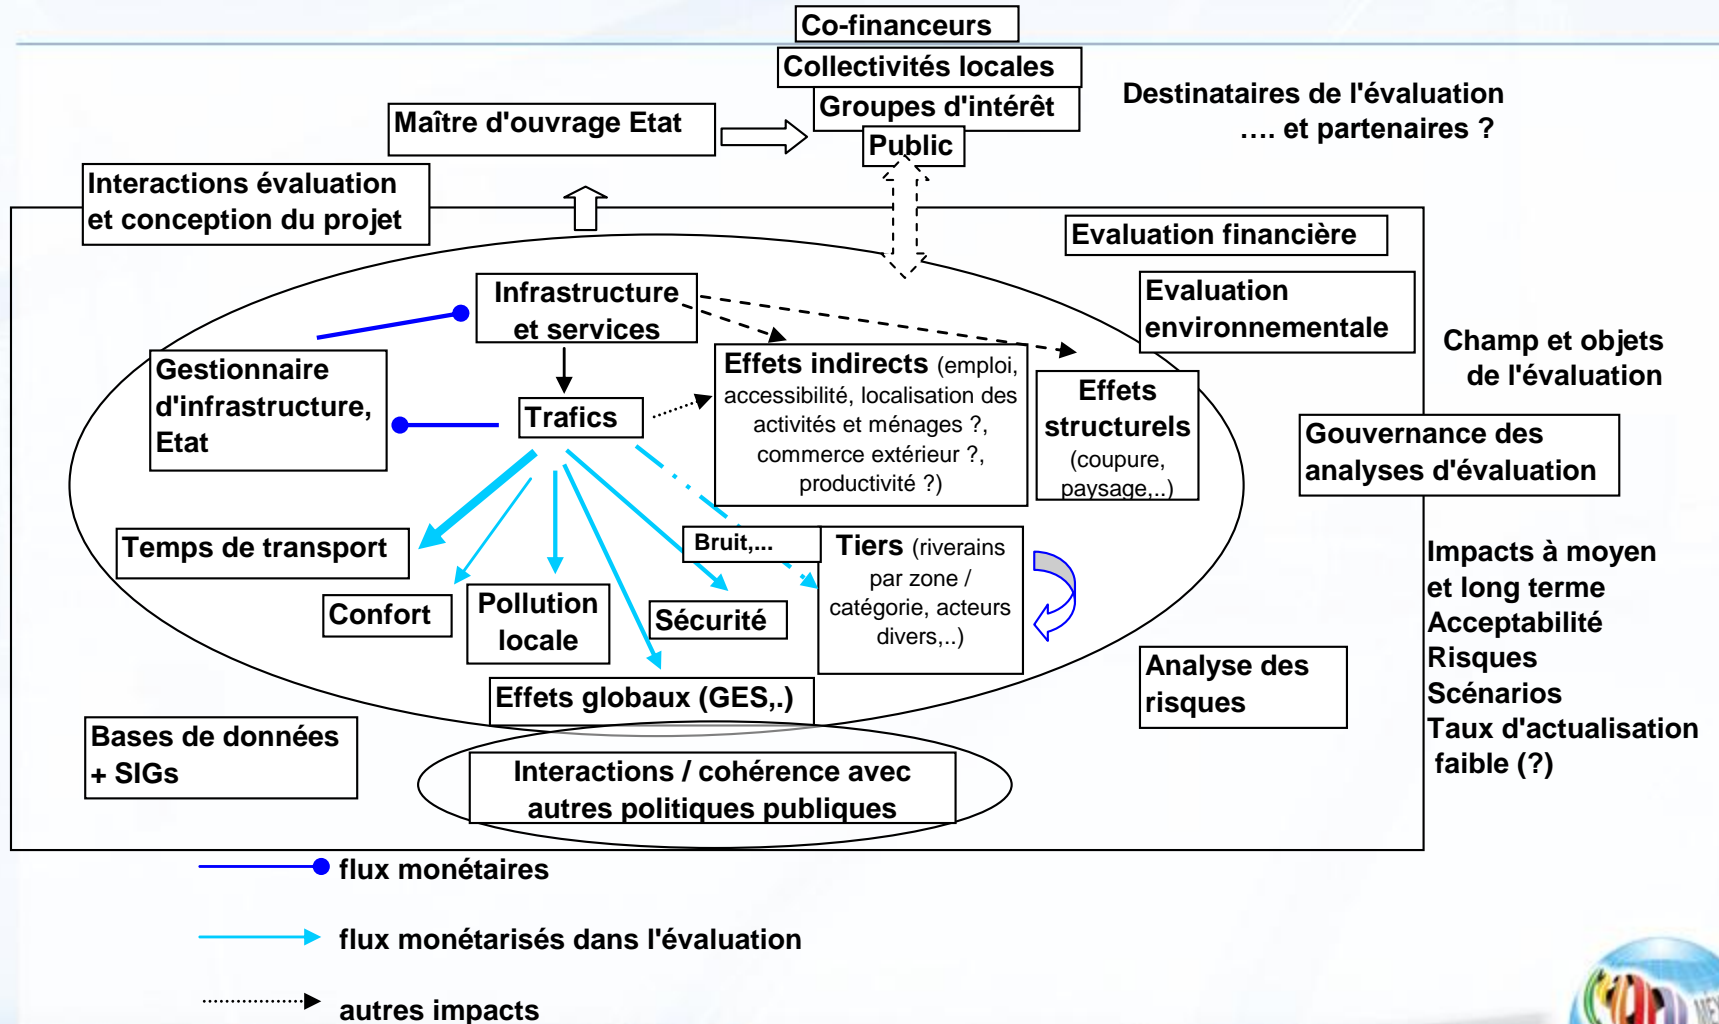 Co-financeurs
Collectivités locales
Groupes d'intérêt
Public
Maître d'ouvrage Etat
Destinataires de l'évaluation
…. et partenaires ?
Interactions évaluation
et conception du projet
Evaluation financière
Infrastructure
et services
Evaluation
environnementale
Gestionnaire
d'infrastructure,
Etat
Trafics
Effets indirects (emploi,
accessibilité, localisation des
activités et ménages ?,
commerce extérieur ?,
productivité ?)
Effets
structurels
(coupure,
paysage,..)
Champ et objets
de l'évaluation
Gouvernance des
analyses d'évaluation
Temps de transport
Confort
Pollution
locale
Bruit,...
Sécurité
Tiers (riverains
par zone /
catégorie, acteurs
divers,..)
Effets globaux (GES,.)
Analyse des
risques
Impacts à moyen
et long terme
Acceptabilité
Risques
Scénarios
Taux d'actualisation
faible (?)
Bases de données
+ SIGs
Interactions / cohérence avec
autres politiques publiques
flux monétaires
flux monétarisés dans l'évaluation
autres impacts